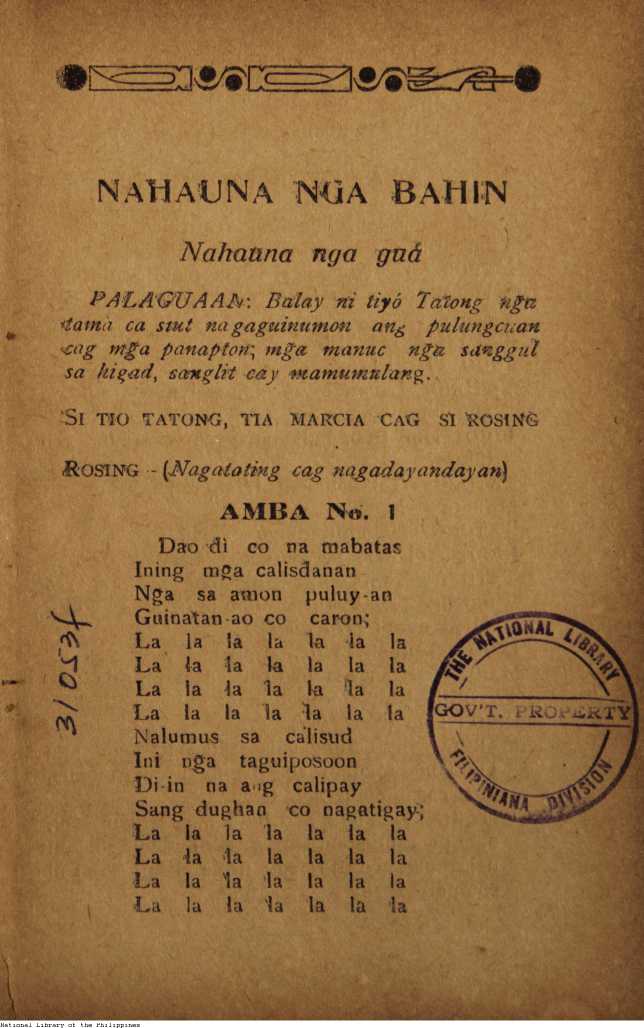 NAHAUNA NGA BAHIN
Nahauna nga guá
PALAGUAAN: Balay ni tiyó Tatong nga
tama ca siut nagaguinumon ang pulungcuan
cag mga panapton; mga manuc nga sanggul
sa higad, sanglit cay mamumulang.
SI TIO TATONG, TIA MARCIA CAG SI ROSING
ROSING - (Nagatating cag nagadayandayan)
AMBA No. 1
Dao di co na mabatas
Ining mga calisdanan
Nga sa amon puluy-an
Guinatan-ao co caron;
La la la la la la la
La la la la la la la
La la la la la la la
La la la la la la la
Nalumus sa calisud
Ini nga taguiposoon
Di-in na ang calipay
Sang dughan co nagatigay;
La la la la la la la
La la la la la la la
La la la la la la la
La la la la la la la
31053f
THE NATIONAL LIBRARY
GOV'T. PROPERTY
FILIPINIANA DIVISION
National Library of the Philippines